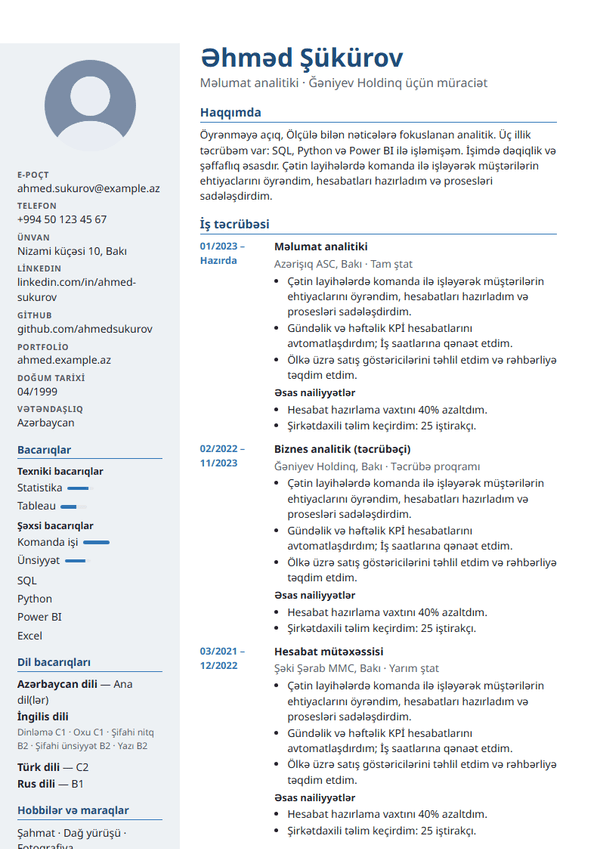 Əhməd Şükürov
Məlumat analitiki · Ğəniyev Holdinq üçün müraciət
E-POÇT
ahmed.sukurov@example.az
TELEFON
+994 50 123 45 67
ÜNVAN
Nizami küçəsi 10, Bakı
LİNKEDIN
linkedin.com/in/ahmed-
sukurov
GİTHUB
github.com/ahmedsukurov
PORTFOLİO
ahmed.example.az
DOĞUM TARİXİ
04/1999
VƏTƏNDAŞLIQ
Azərbaycan
Bacarıqlar
Texniki bacarıqlar
Statistika
Tableau
Şəxsi bacarıqlar
Komanda işi
Ünsiyyət
SQL
Python
Power BI
Excel
Dil bacarıqları
Azərbaycan dili — Ana
dil(lər)
İngilis dili
Dinləmə C1 · Oxu C1 · Şifahi nitq
B2 · Şifahi ünsiyyət B2 · Yazı B2
Türk dili — C2
Rus dili — B1
Hobbilər və maraqlar
Şahmat · Dağ yürüşü ·
Fotoqrafiya
Haqqımda
Öyrənməyə açıq, Ölçülə bilən nəticələrə fokuslanan analitik. Üç illik
təcrübəm var: SQL, Python və Power BI ilə işləmişəm. İşimdə dəqiqlik və
şəffaflıq əsasdır. Çətin layihələrdə komanda ilə işləyərək müştərilərin
ehtiyaclarını öyrəndim, hesabatları hazırladım və prosesləri
sadələşdirdim.
İş təcrübəsi
01/2023 –
Hazırda
Məlumat analitiki
Azərişıq ASC, Bakı · Tam ştat
• Çətin layihələrdə komanda ilə işləyərək müştərilərin
ehtiyaclarını öyrəndim, hesabatları hazırladım və
prosesləri sadələşdirdim.
• Gündəlik və həftəlik KPİ hesabatlarını
avtomatlaşdırdım; İş saatlarına qənaət etdim.
• Ölkə üzrə satış göstəricilərini təhlil etdim və rəhbərliyə
təqdim etdim.
Əsas nailiyyətlər
• Hesabat hazırlama vaxtını 40% azaltdım.
• Şirkətdaxili təlim keçirdim: 25 iştirakçı.
02/2022 –
11/2023
Biznes analitik (təcrübəçi)
Ğəniyev Holdinq, Bakı · Təcrübə proqramı
• Çətin layihələrdə komanda ilə işləyərək müştərilərin
ehtiyaclarını öyrəndim, hesabatları hazırladım və
prosesləri sadələşdirdim.
• Gündəlik və həftəlik KPİ hesabatlarını
avtomatlaşdırdım; İş saatlarına qənaət etdim.
• Ölkə üzrə satış göstəricilərini təhlil etdim və rəhbərliyə
təqdim etdim.
Əsas nailiyyətlər
• Hesabat hazırlama vaxtını 40% azaltdım.
• Şirkətdaxili təlim keçirdim: 25 iştirakçı.
03/2021 –
12/2022
Hesabat mütəxəssisi
Şəki Şərab MMC, Bakı · Yarım ştat
• Çətin layihələrdə komanda ilə işləyərək müştərilərin
ehtiyaclarını öyrəndim, hesabatları hazırladım və
prosesləri sadələşdirdim.
• Gündəlik və həftəlik KPİ hesabatlarını
avtomatlaşdırdım; İş saatlarına qənaət etdim.
• Ölkə üzrə satış göstəricilərini təhlil etdim və rəhbərliyə
təqdim etdim.
Əsas nailiyyətlər
• Hesabat hazırlama vaxtını 40% azaltdım.
• Şirkətdaxili təlim keçirdim: 25 iştirakçı.